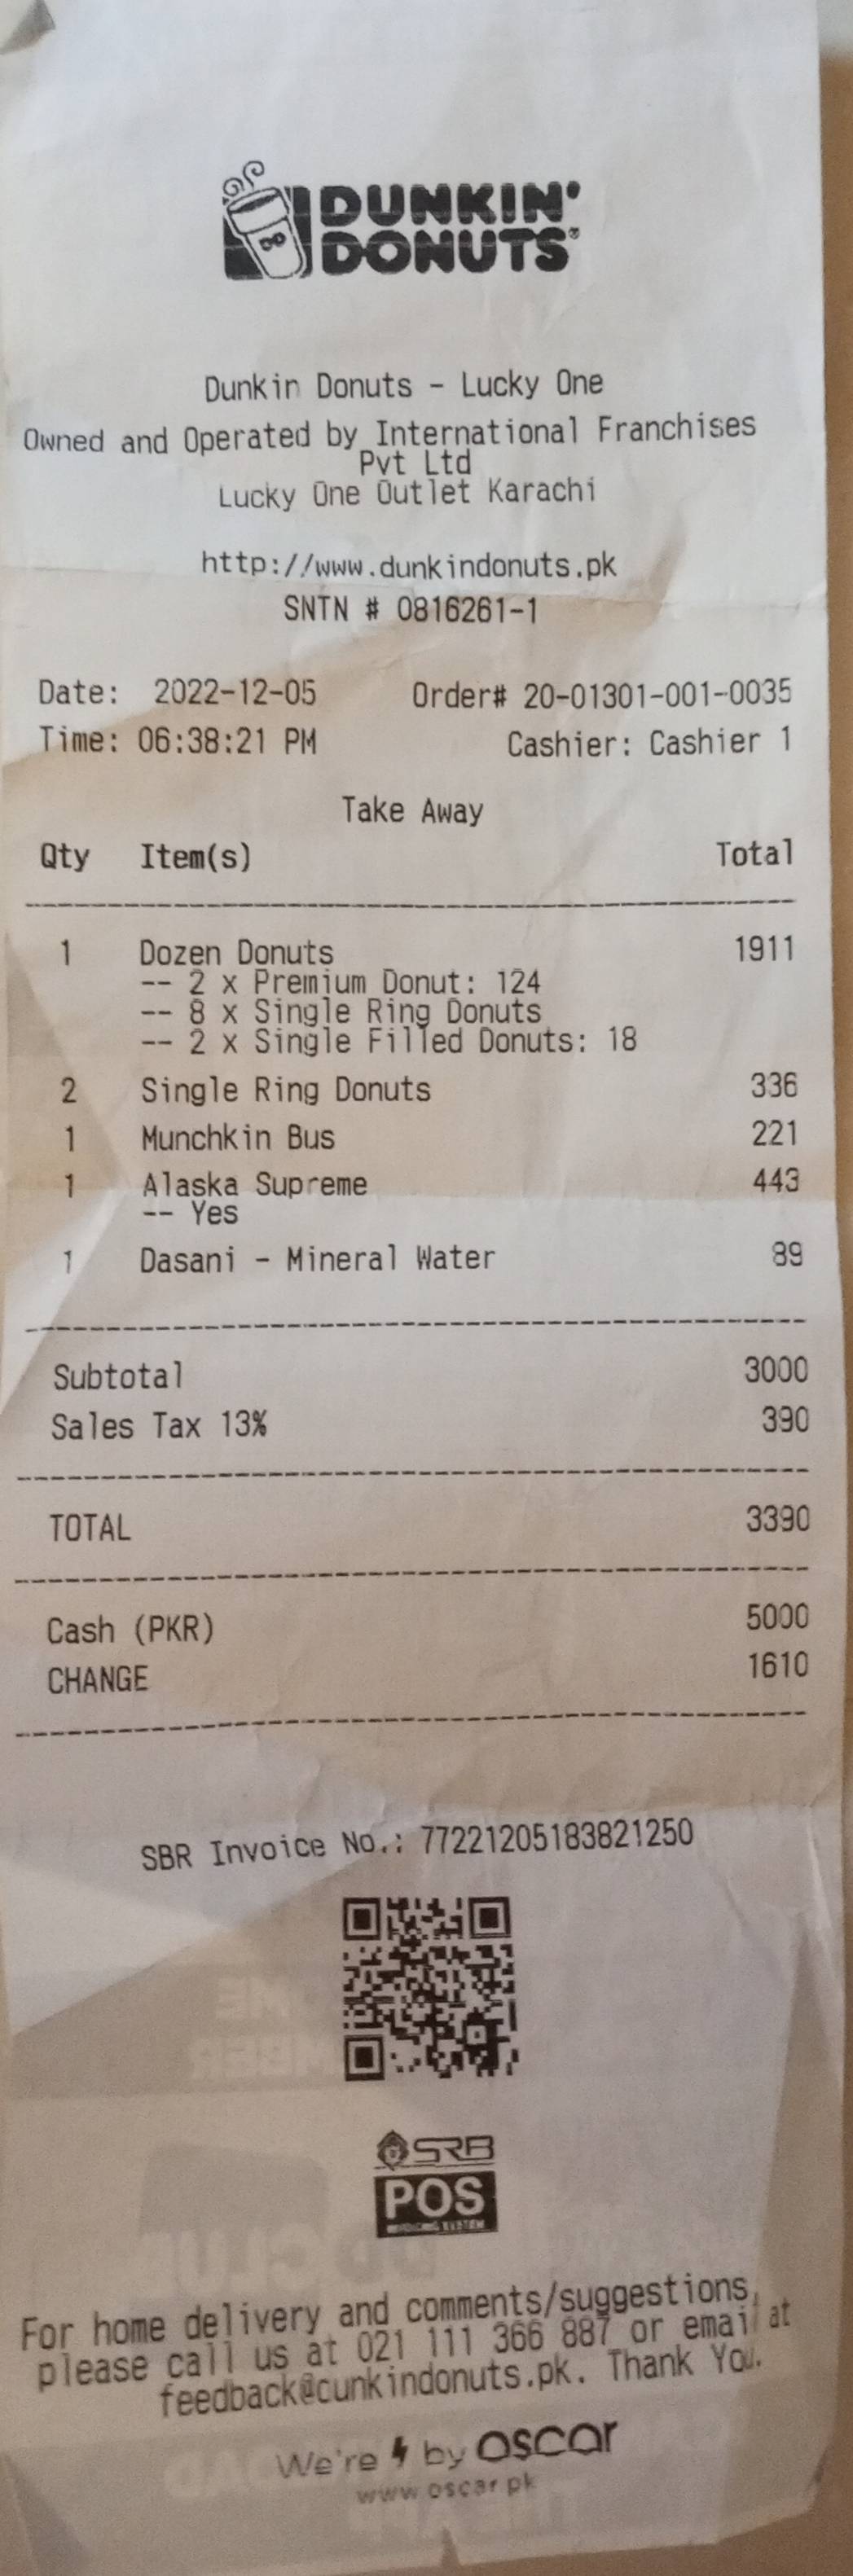 DUNKIN'
DONUTS®
Dunkin Donuts - Lucky One
Owned and Operated by International Franchises
Pvt Ltd
Lucky One Outlet Karachi
http://www.dunkindonuts.pk
SNTN # 0816261-1
Date: 2022-12-05 Order# 20-01301-001-0035
Time: 06:38:21 PM Cashier: Cashier 1
Take Away
Qty Item(s) Total
1 Dozen Donuts 1911
-- 2 x Premium Donut: 124
-- 8 x Single Ring Donuts
-- 2 x Single Filled Donuts: 18
2 Single Ring Donuts 336
1 Munchkin Bus 221
1 Alaska Supreme 443
-- Yes
1 Dasani - Mineral Water 89
Subtotal 3000
Sales Tax 13% 390
TOTAL 3390
Cash (PKR) 5000
CHANGE 1610
SBR Invoice No.: 77221205183821250
SRB
POS
For home delivery and comments/suggestions,
please call us at 021 111 366 887 or email at
feedback@cunkindonuts.pk. Thank You.
We're by oscar
www.oscar.pk